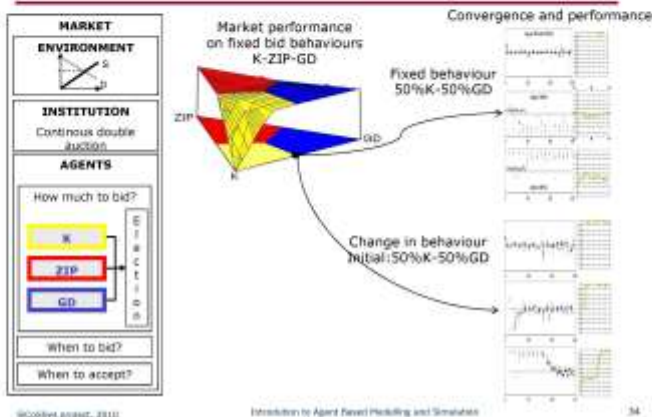 Convergence and performance
MARKET
ENVIRONMENT
S
D
INSTITUTION
Continous double
auction
AGENTS
How much to bid?
K
ZIP
GD
Election
When to bid?
When to accept?
Market performance
on fixed bid behaviours
K-ZIP-GD
ZIP
GD
K
Fixed behaviour
50%K-50%GD
Change in behaviour
Initial:50%K-50%GD
Introduction to Agent Based Modelling and Simulation
34